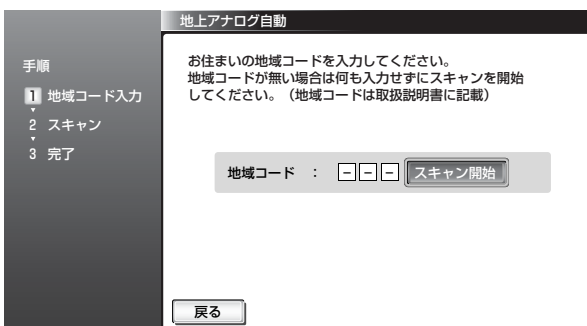 地上アナログ自動
手順
1 地域コード入力
2 スキャン
3 完了
お住まいの地域コードを入力してください。
地域コードが無い場合は何も入力せずにスキャンを開始
してください。（地域コードは取扱説明書に記載）
地域コード ： － － － スキャン開始
戻る